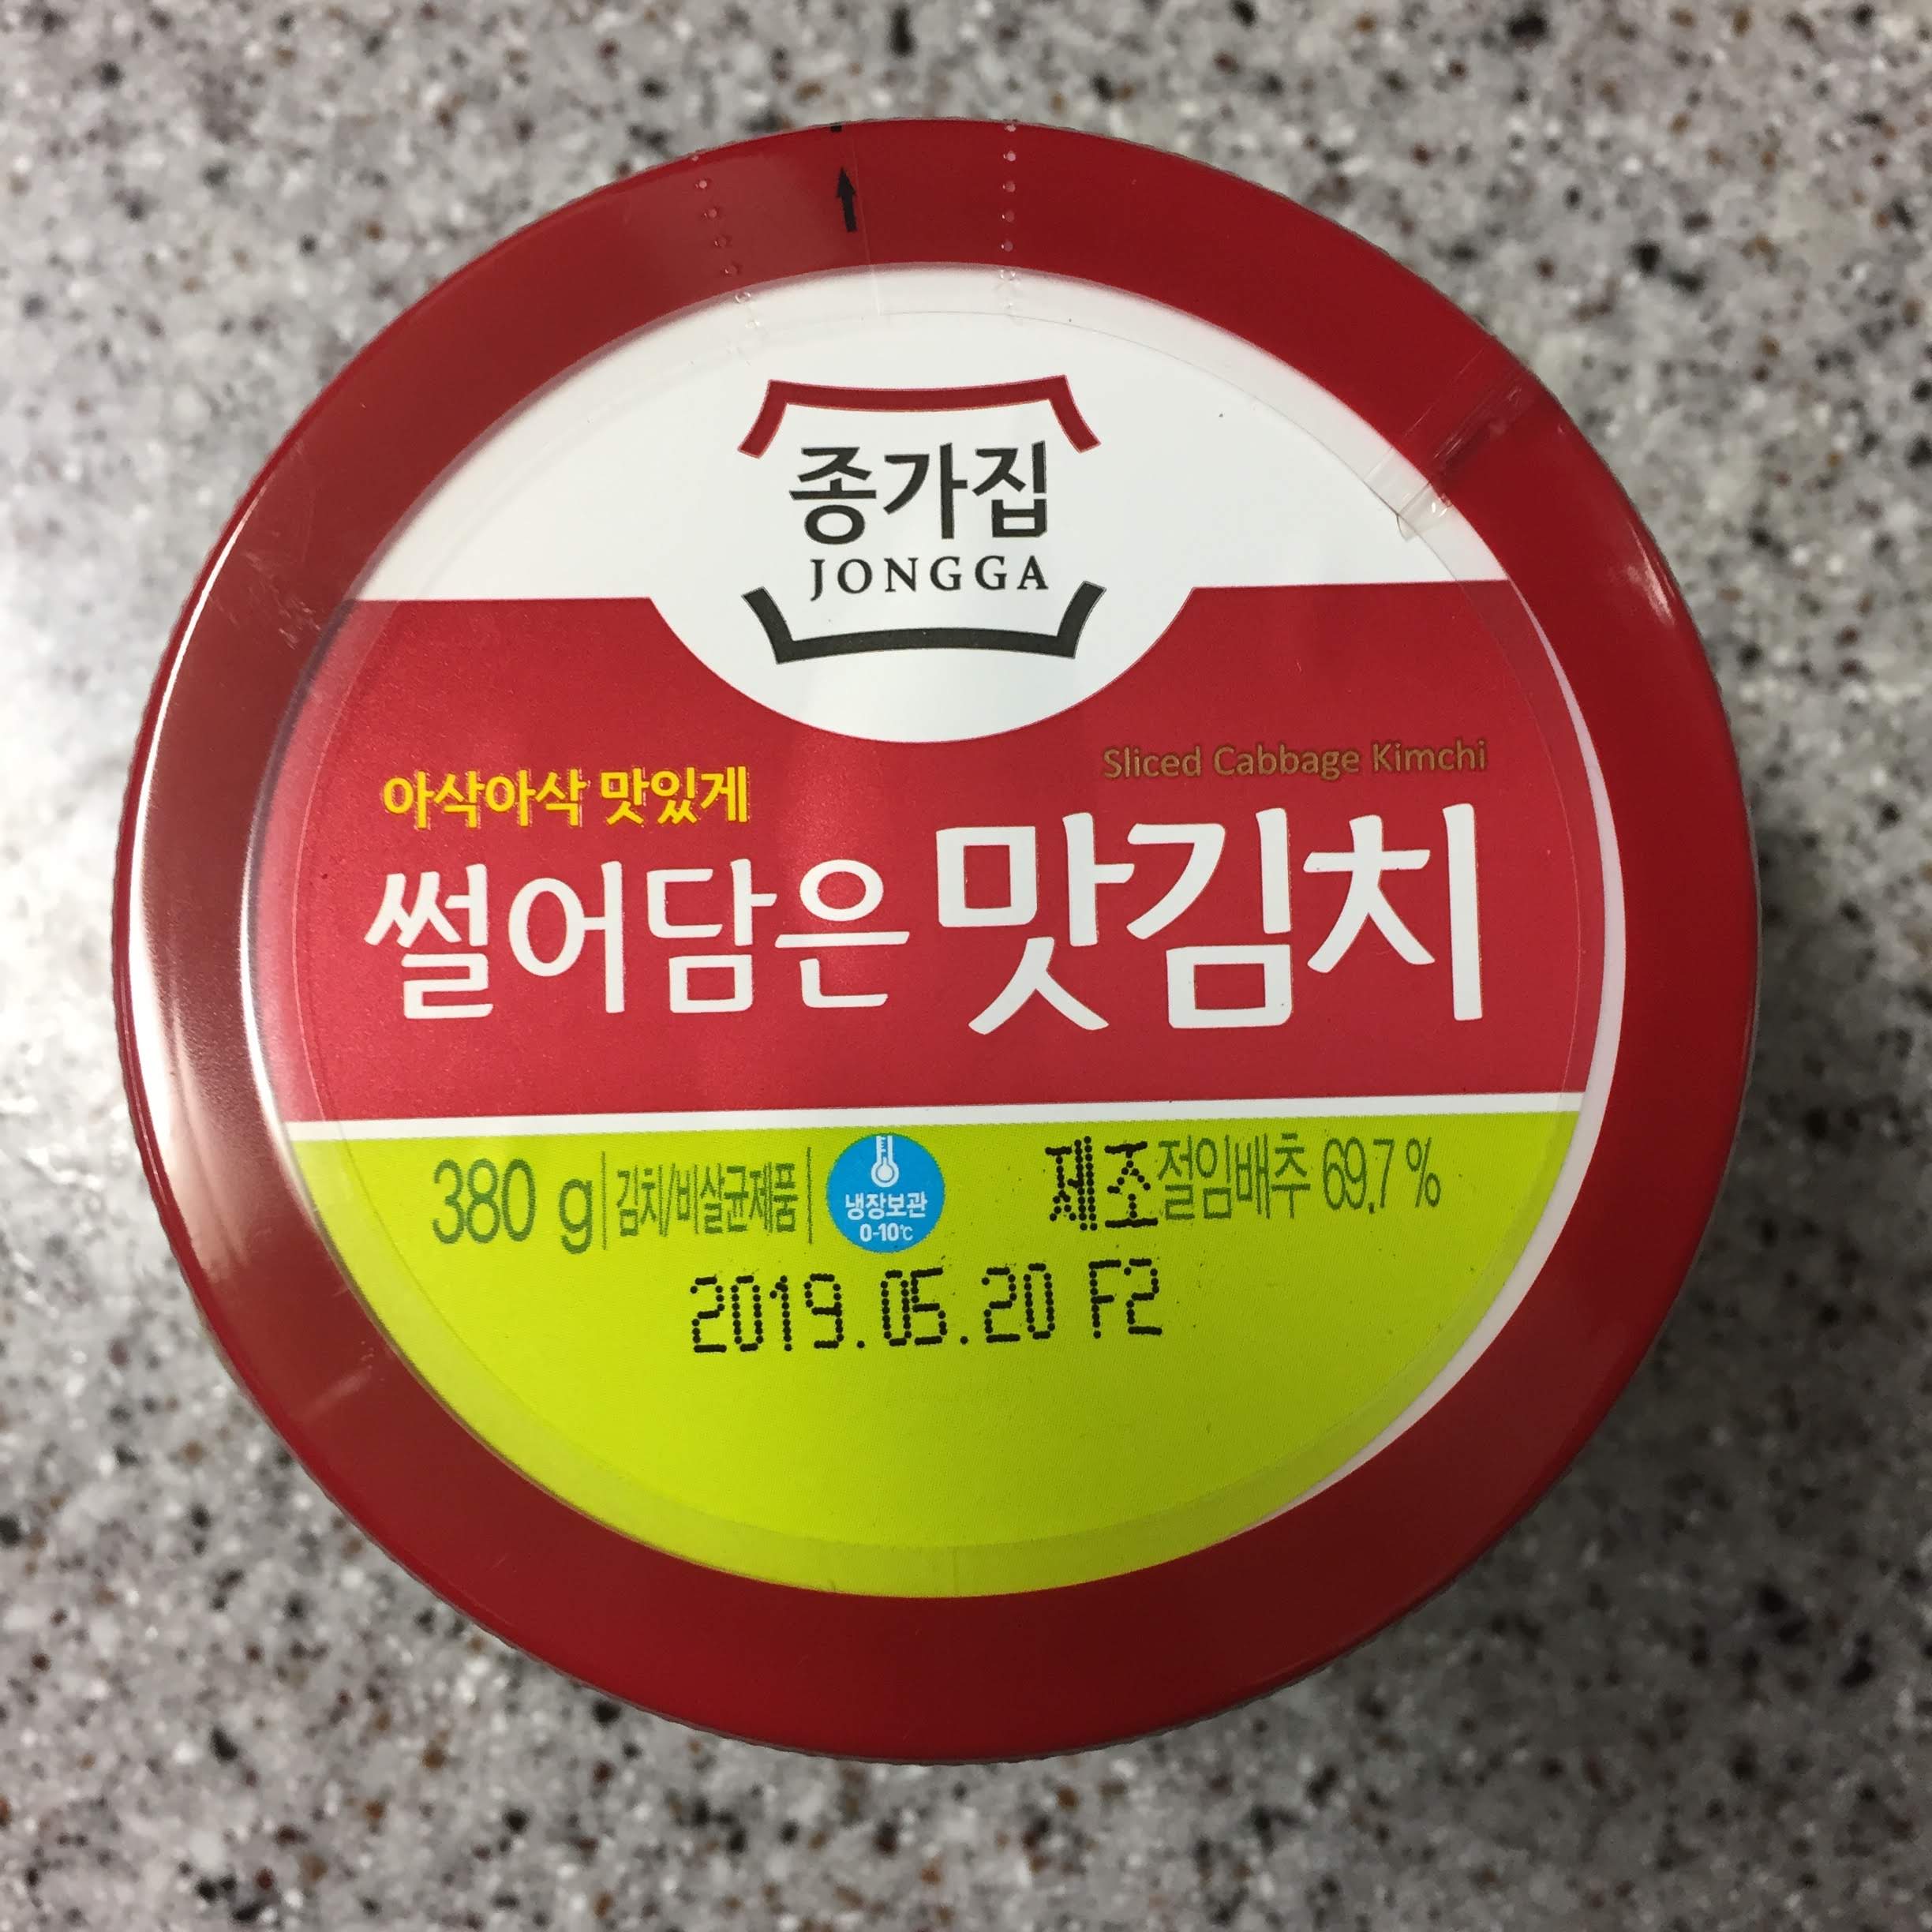 종가집
JONGGA
Sliced Cabbage Kimchi
아삭아삭 맛있게
썰어담은 맛김치
380 g | 김치/비살균제품 |
냉장보관
0-10℃
제조 절임배추 69.7 %
2019.05.20 F2